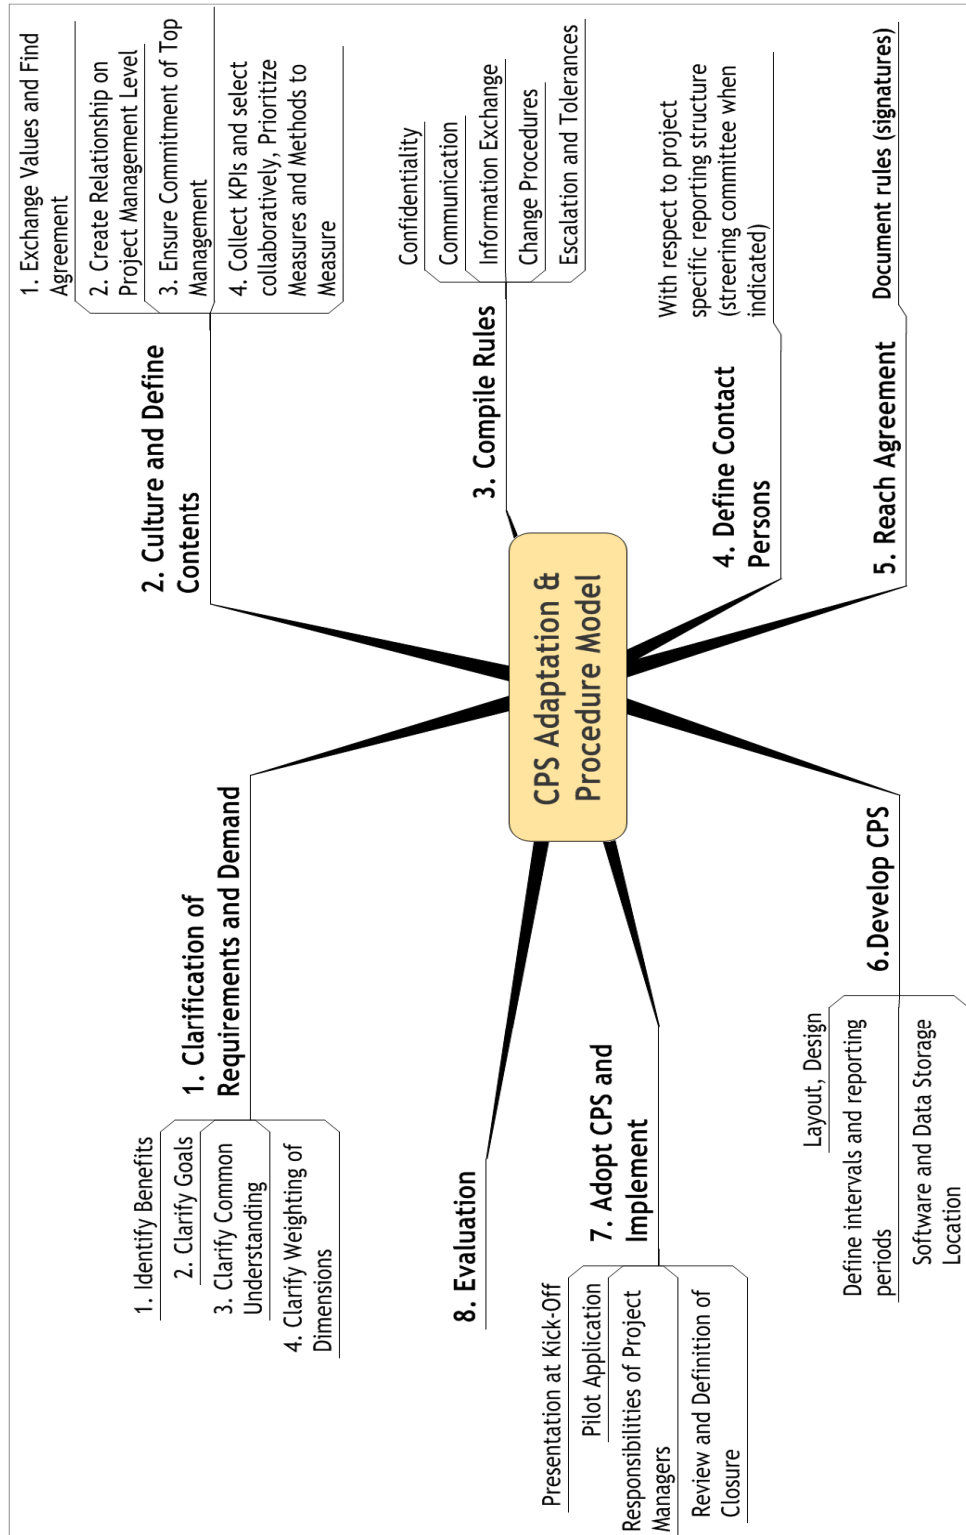 CPS Adaptation &
Procedure Model
1. Clarification of
Requirements and Demand
1. Identify Benefits
2. Clarify Goals
3. Clarify Common
Understanding
4. Clarify Weighting of
Dimensions
2. Culture and Define
Contents
1. Exchange Values and Find
Agreement
2. Create Relationship on
Project Management Level
3. Ensure Commitment of Top
Management
4. Collect KPIs and select
collaboratively, Prioritize
Measures and Methods to
Measure
3. Compile Rules
Confidentiality
Communication
Information Exchange
Change Procedures
Escalation and Tolerances
4. Define Contact
Persons
With respect to project
specific reporting structure
(streering committee when
indicated)
5. Reach Agreement
Document rules (signatures)
6.Develop CPS
Layout, Design
Define intervals and reporting
periods
Software and Data Storage
Location
7. Adopt CPS and
Implement
Presentation at Kick-Off
Pilot Application
Responsibilities of Project
Managers
Review and Definition of
Closure
8. Evaluation